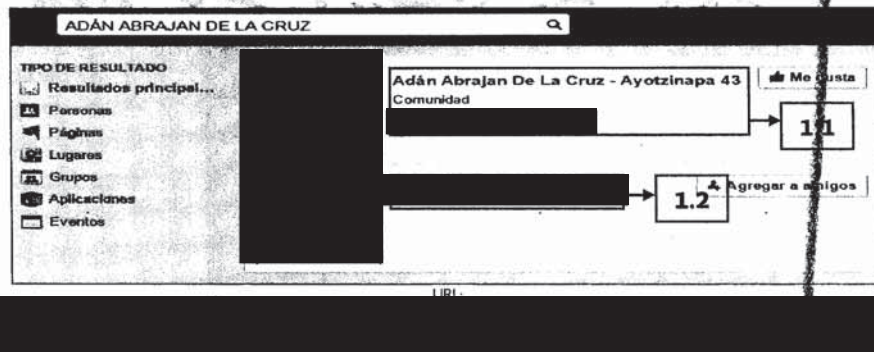 ADÁN ABRAJAN DE LA CRUZ
TIPO DE RESULTADO
Resultados principal...
Personas
Páginas
Lugares
Grupos
Aplicaciones
Eventos
Adán Abrajan De La Cruz - Ayotzinapa 43
Comunidad
Me gusta
1.1
1.2
Agregar a amigos
URL: